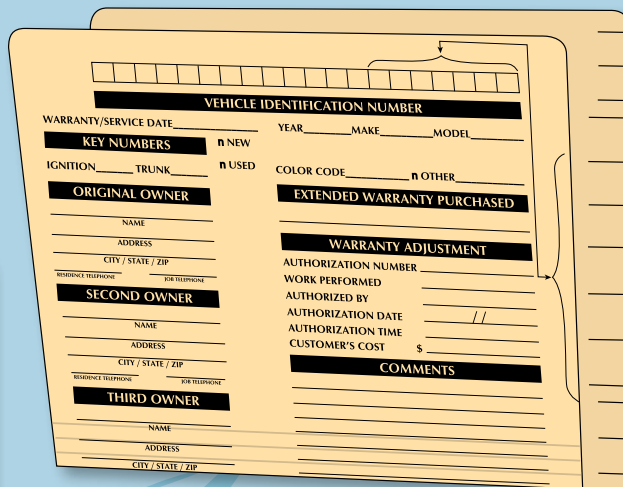 VEHICLE IDENTIFICATION NUMBER
WARRANTY/SERVICE DATE
YEAR MAKE MODEL
KEY NUMBERS
n NEW
IGNITION TRUNK
n USED
COLOR CODE n OTHER
ORIGINAL OWNER
NAME
ADDRESS
CITY / STATE / ZIP
RESIDENCE TELEPHONE JOB TELEPHONE
SECOND OWNER
NAME
ADDRESS
CITY / STATE / ZIP
RESIDENCE TELEPHONE JOB TELEPHONE
THIRD OWNER
NAME
ADDRESS
CITY / STATE / ZIP
EXTENDED WARRANTY PURCHASED
WARRANTY ADJUSTMENT
AUTHORIZATION NUMBER
WORK PERFORMED
AUTHORIZED BY
AUTHORIZATION DATE / /
AUTHORIZATION TIME
CUSTOMER'S COST $
COMMENTS